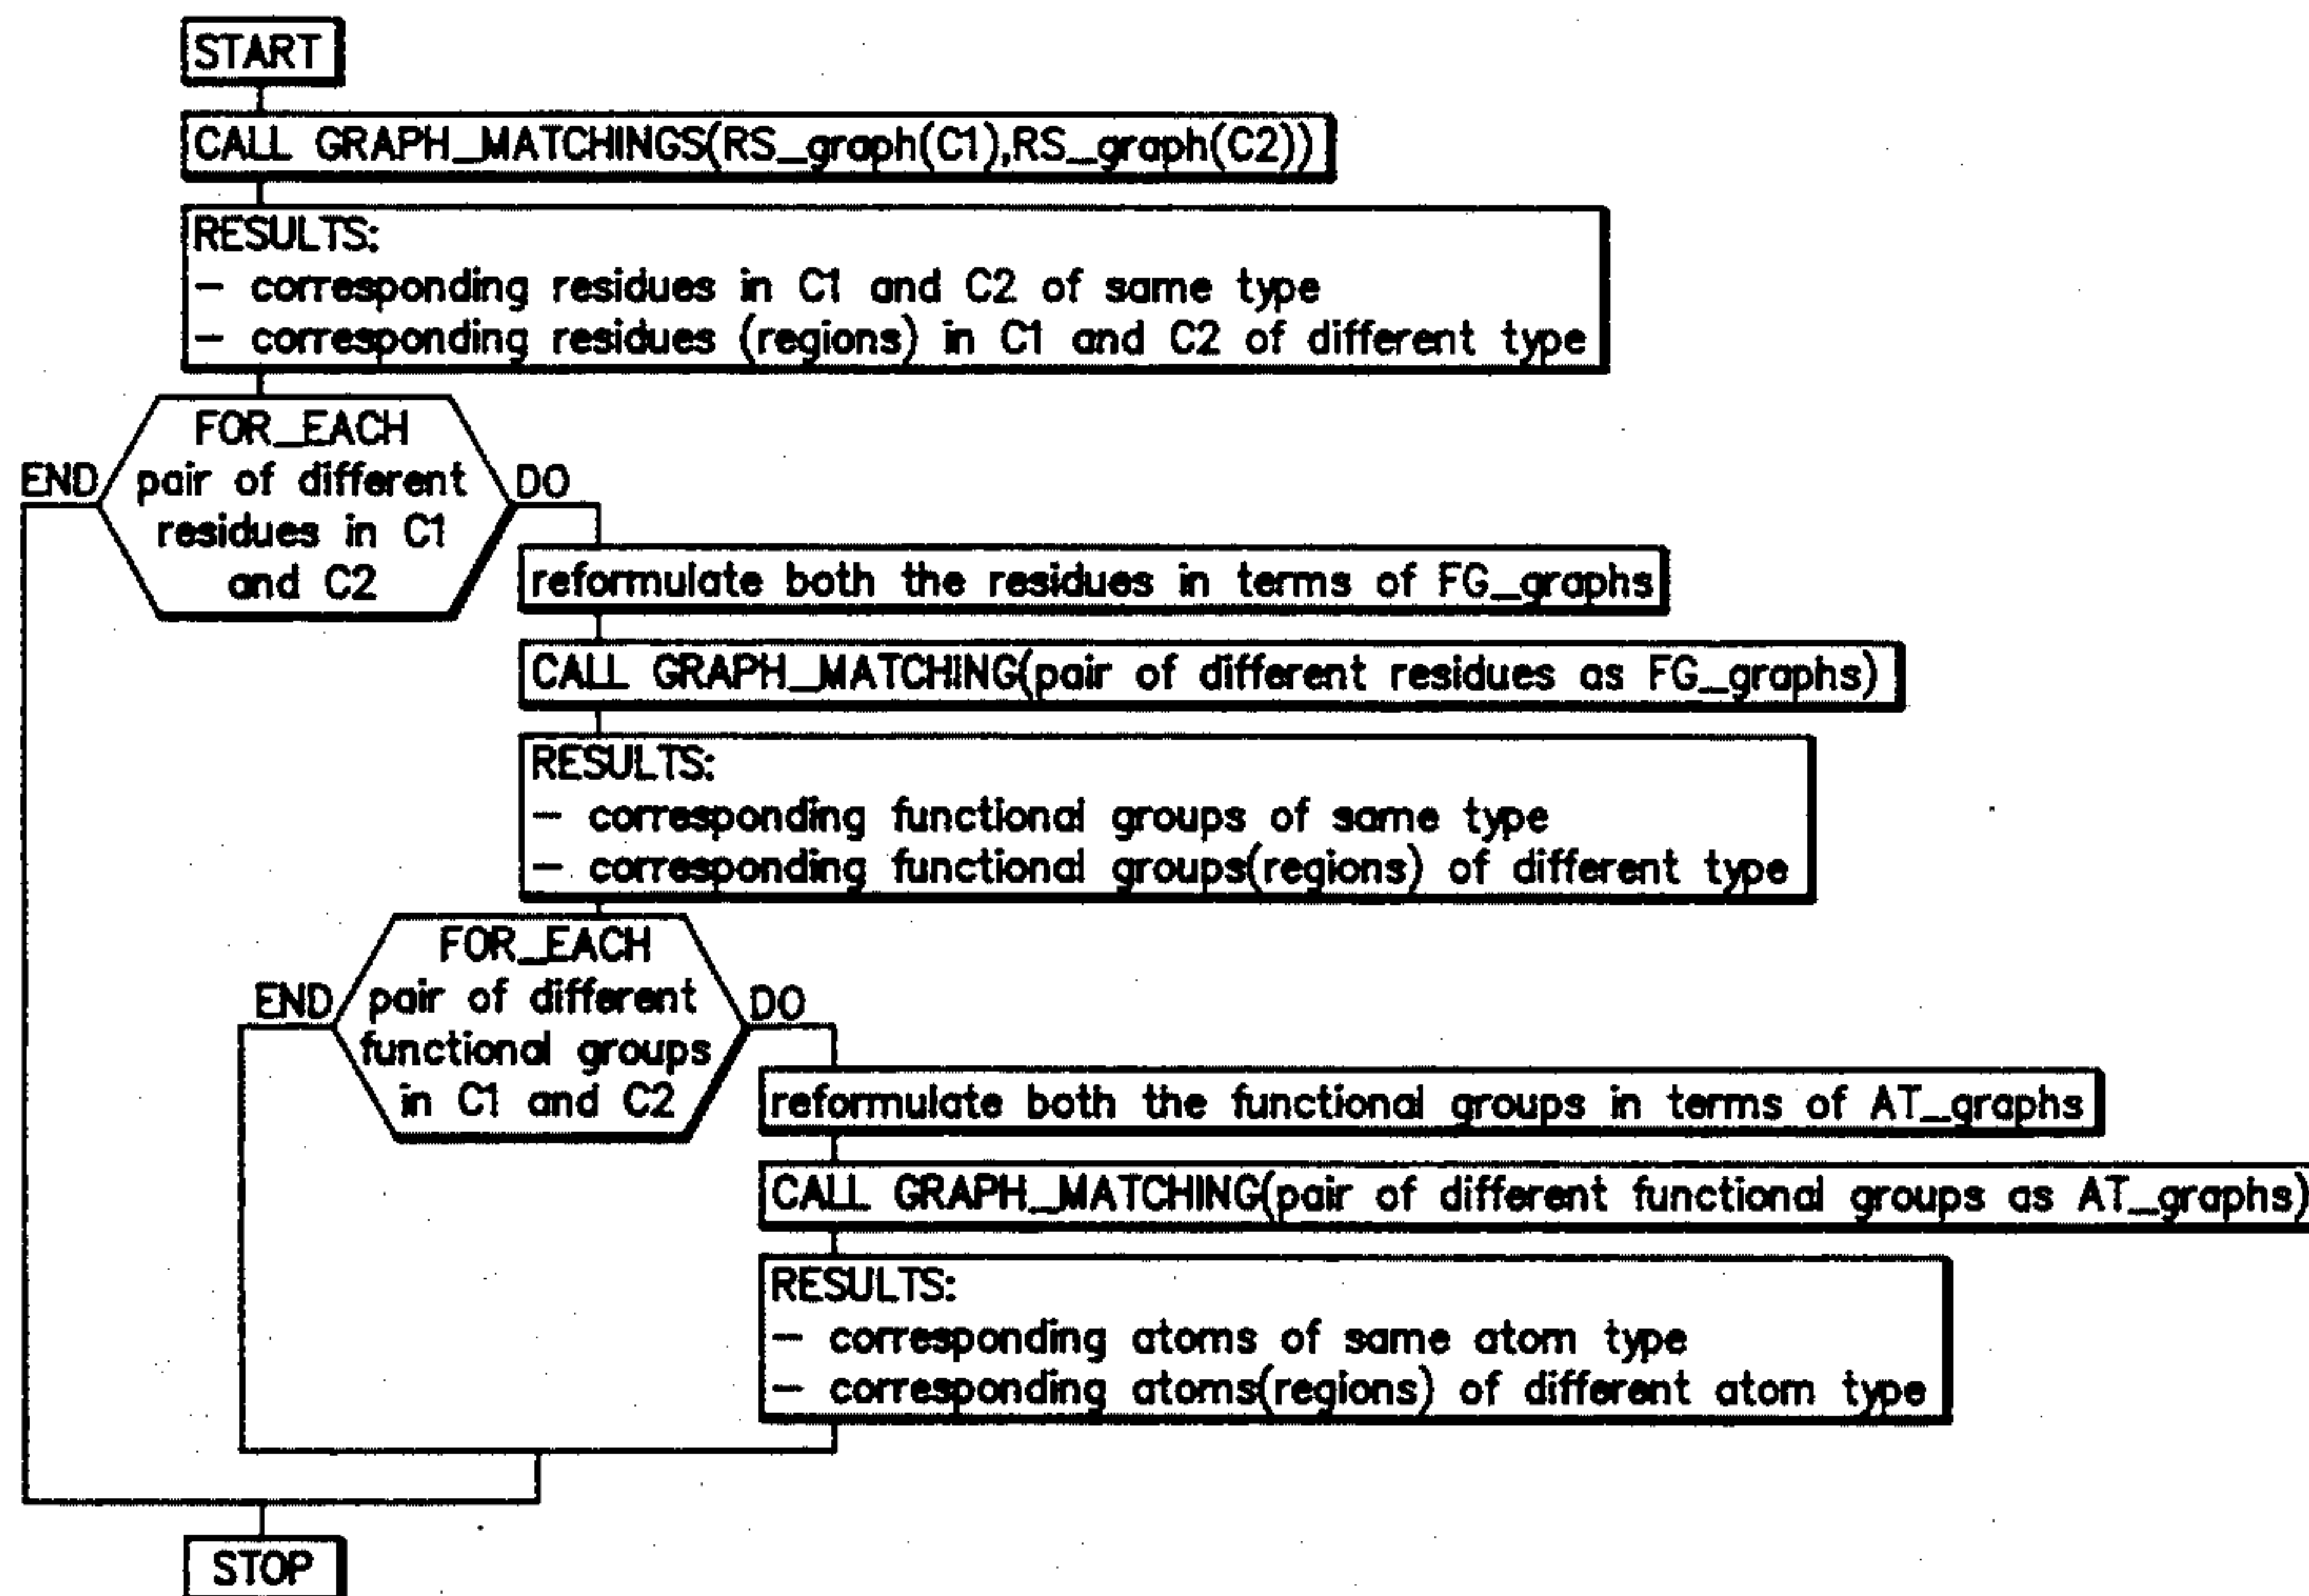 START
CALL GRAPH_MATCHINGS(RS_graph(C1),RS_graph(C2))
RESULTS:
- corresponding residues in C1 and C2 of same type
- corresponding residues (regions) in C1 and C2 of different type
FOR_EACH
END pair of different DO
residues in C1
and C2
reformulate both the residues in terms of FG_graphs
CALL GRAPH_MATCHING(pair of different residues as FG_graphs)
RESULTS:
- corresponding functional groups of same type
- corresponding functional groups(regions) of different type
FOR_EACH
END pair of different DO
functional groups
in C1 and C2
reformulate both the functional groups in terms of AT_graphs
CALL GRAPH_MATCHING(pair of different functional groups as AT_graphs)
RESULTS:
- corresponding atoms of same atom type
- corresponding atoms(regions) of different atom type
STOP